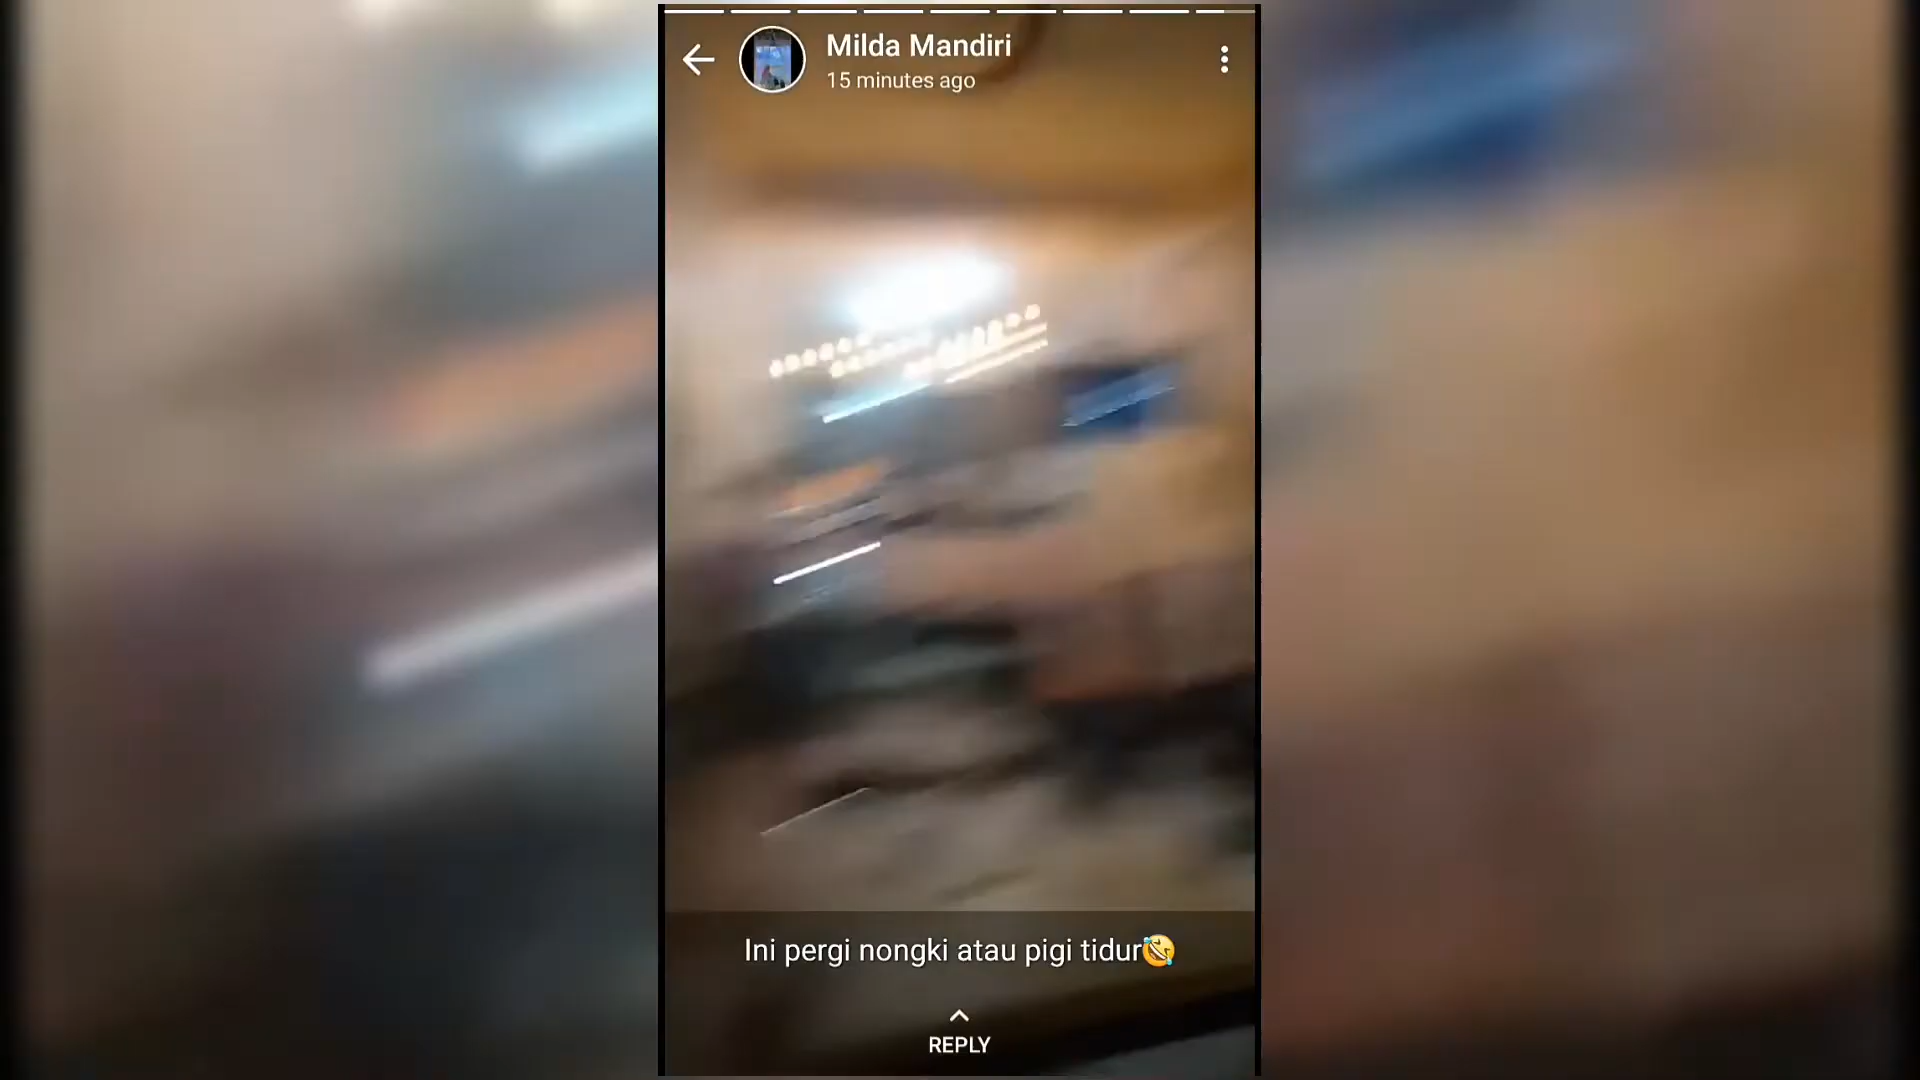 Milda Mandiri
15 minutes ago
Ini pergi nongki atau pigi tidur🤣
REPLY